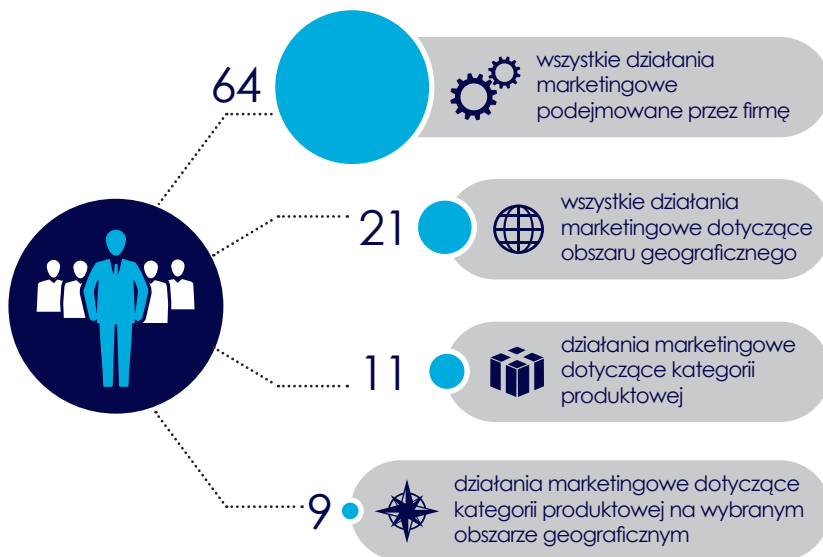 64
wszystkie działania
marketingowe
podejmowane przez firmę
21
wszystkie działania
marketingowe dotyczące
obszaru geograficznego
11
działania marketingowe
dotyczące kategorii
produktowej
9
działania marketingowe dotyczące
kategorii produktowej na wybranym
obszarze geograficznym